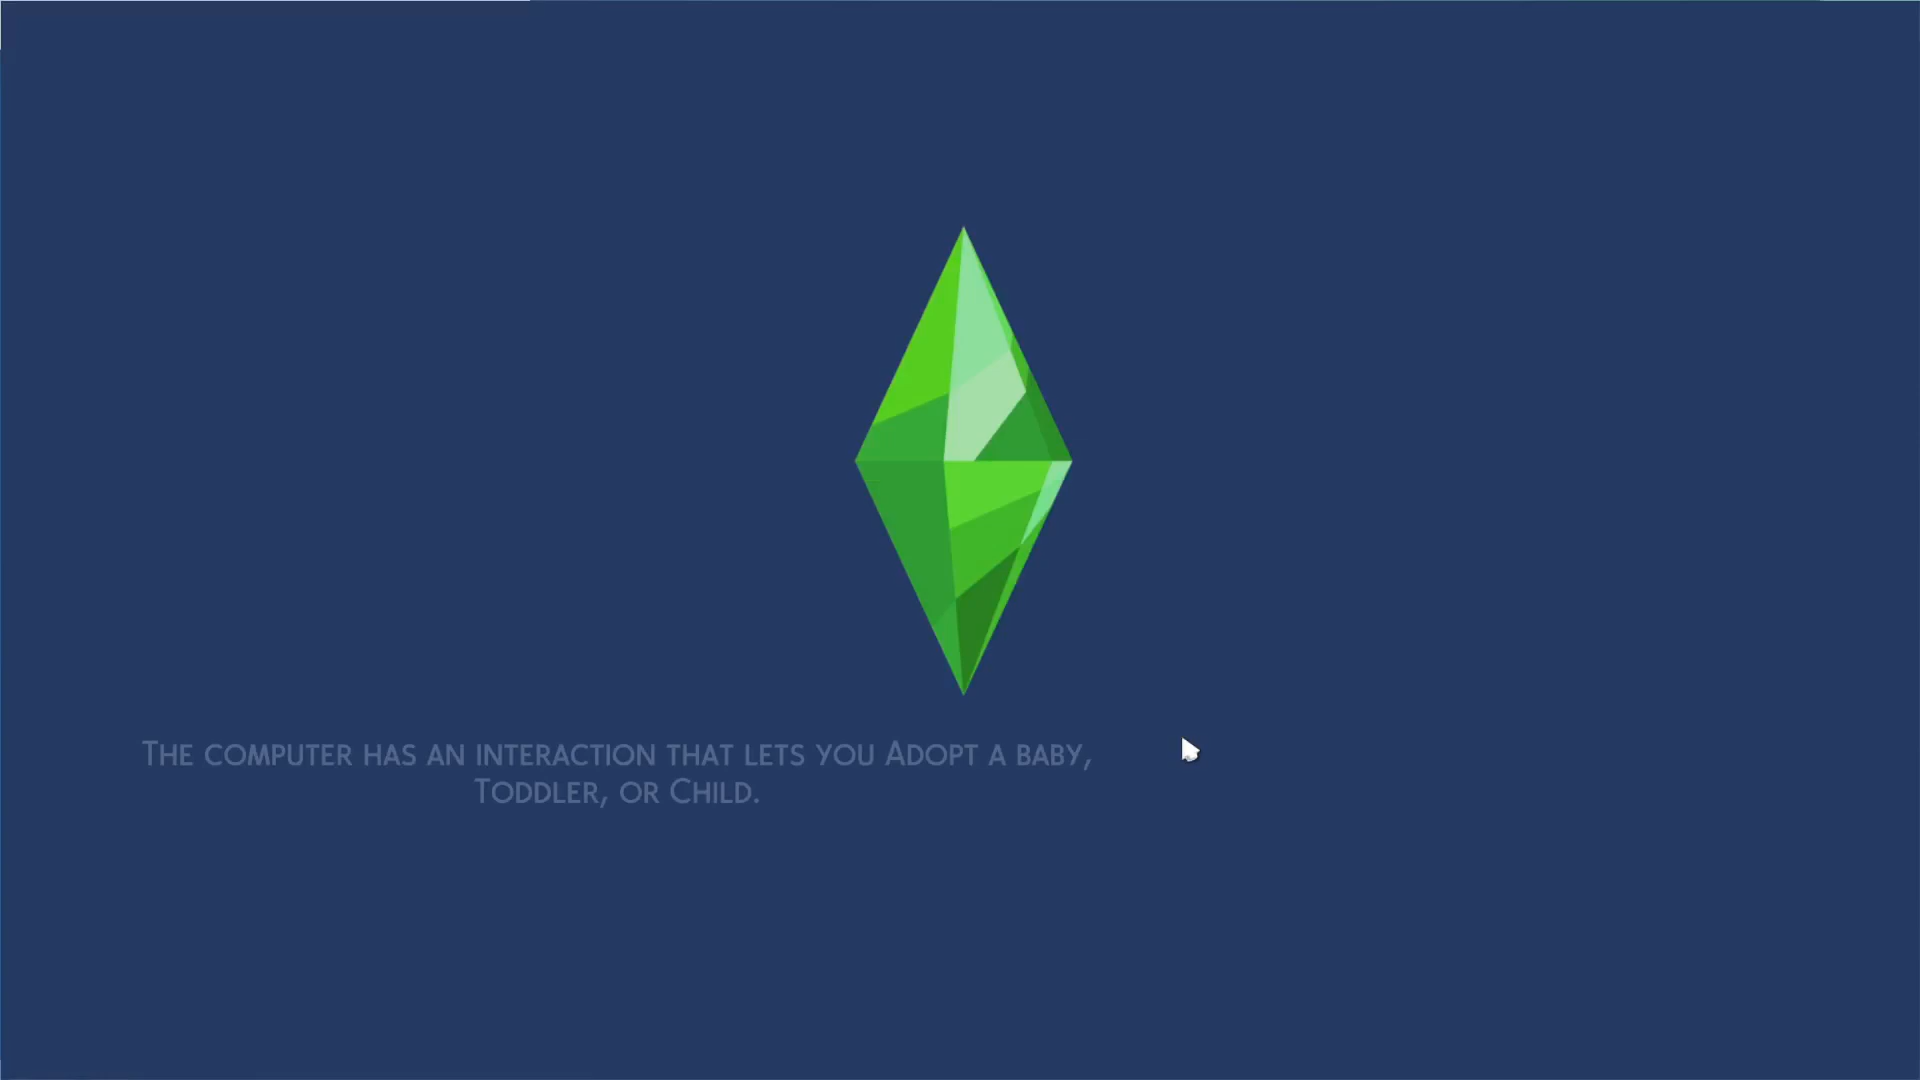 The computer has an interaction that lets you Adopt a baby,
Toddler, or Child.